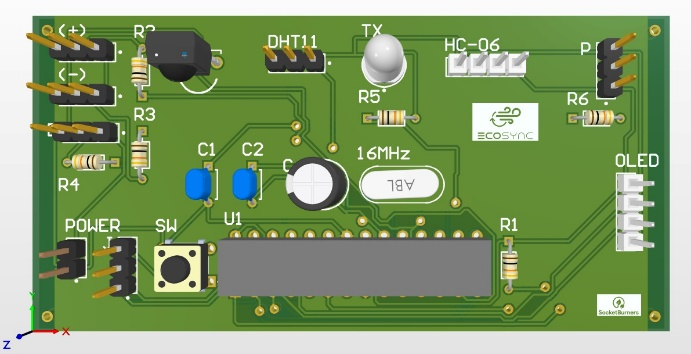 (+)
TX
DHT11
HC-06
P
(-)
R5
R6
R3
ECOSYNC
C1
C2
16MHz
ABL
OLED
R4
POWER
SW
U1
R1
SocketBurners
Y
X
Z